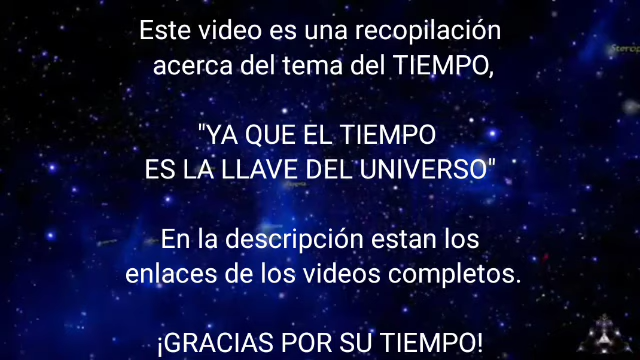 Este video es una recopilación
acerca del tema del TIEMPO,
"YA QUE EL TIEMPO
ES LA LLAVE DEL UNIVERSO"
En la descripción estan los
enlaces de los videos completos.
¡GRACIAS POR SU TIEMPO!